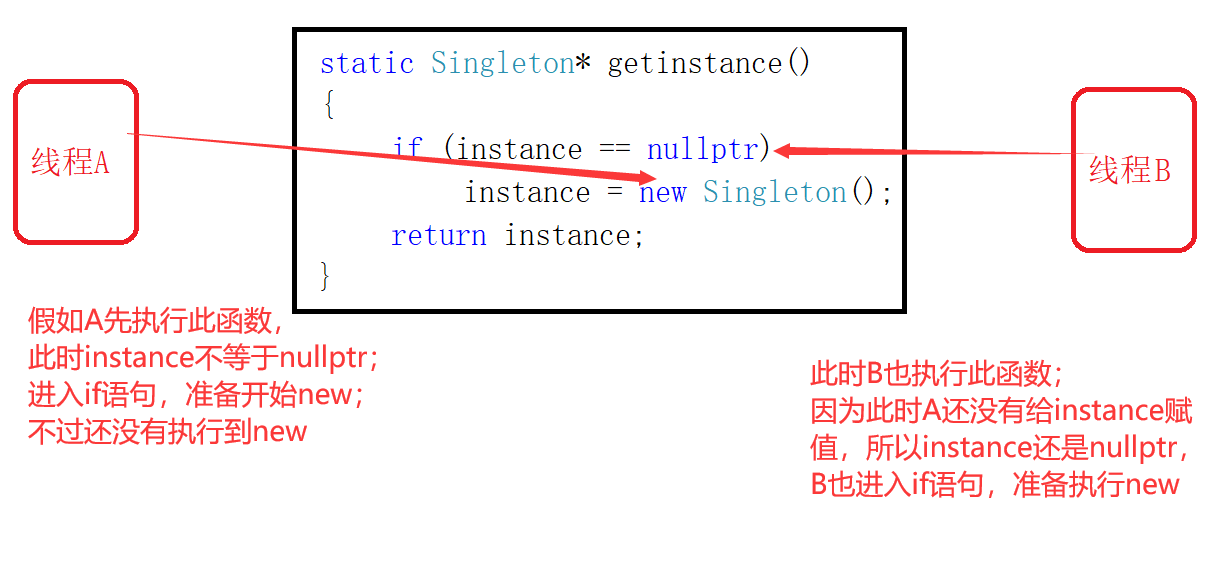 static Singleton* getinstance()
{
if (instance == nullptr)
instance = new Singleton();
return instance;
}
线程A
线程B
假如A先执行此函数，
此时instance不等于nullptr；
进入if语句，准备开始new；
不过还没有执行到new
此时B也执行此函数；
因为此时A还没有给instance赋
值，所以instance还是nullptr，
B也进入if语句，准备执行new